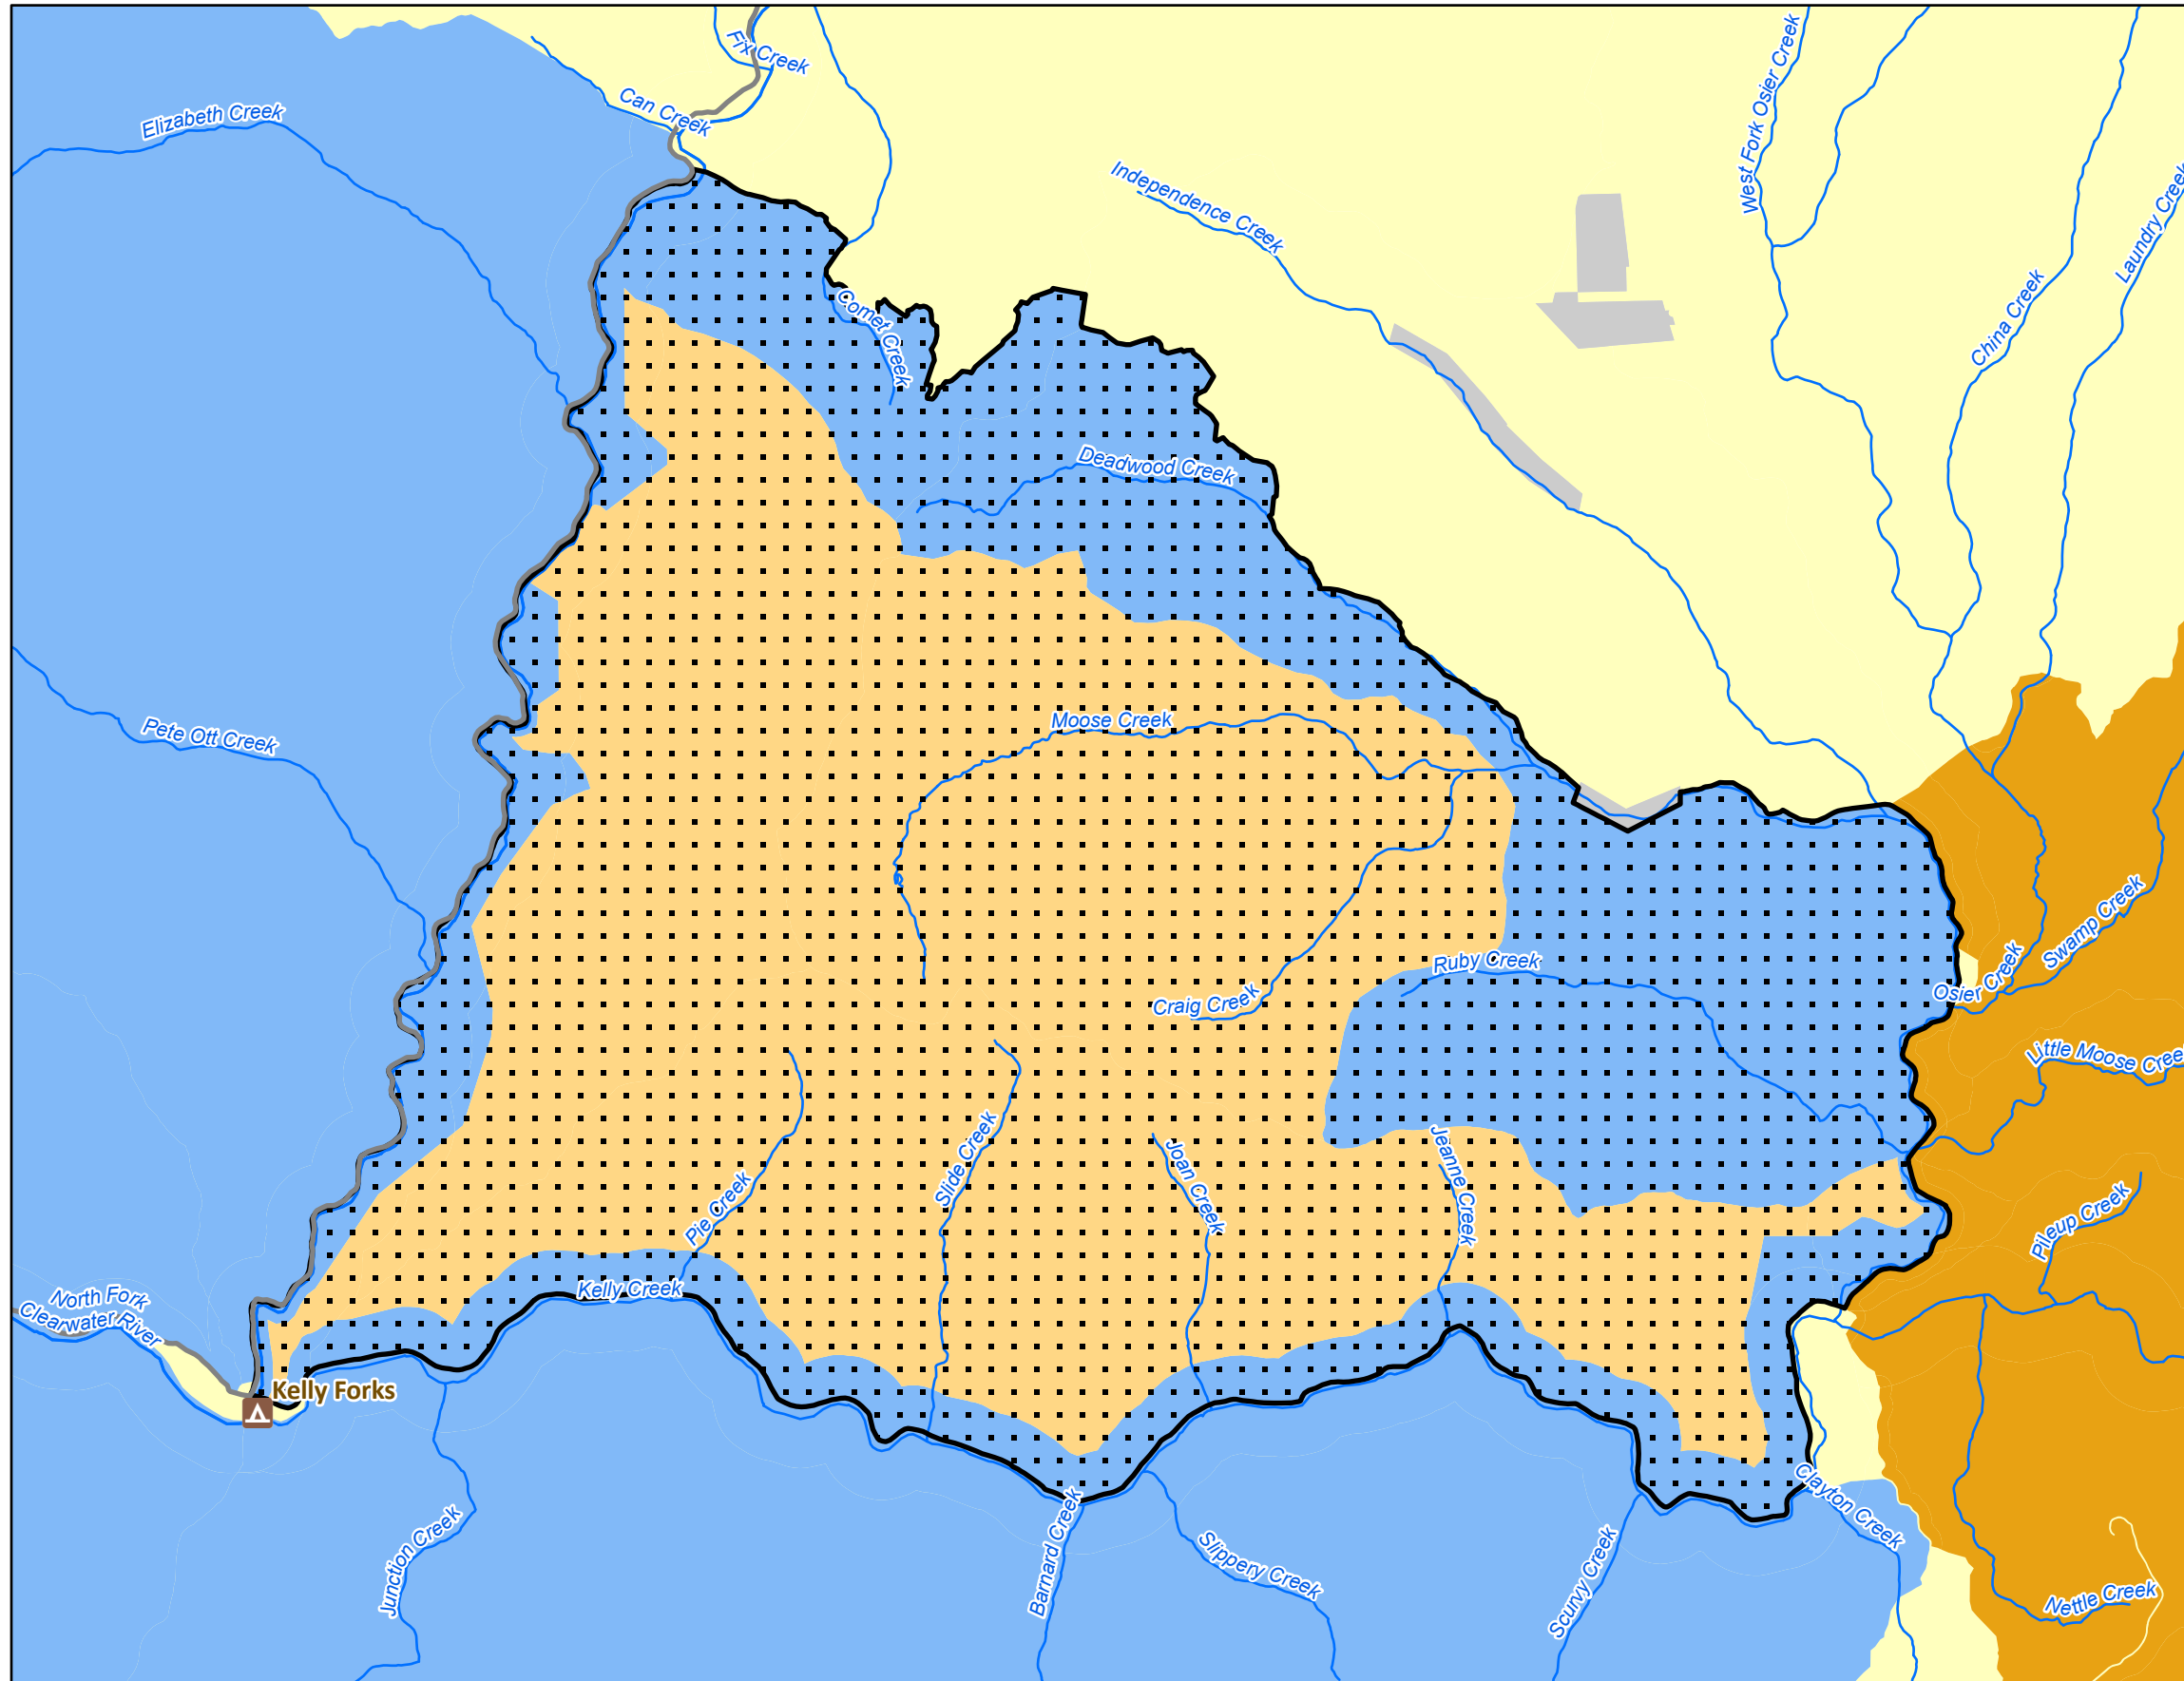 Fix Creek
Can Creek
Elizabeth Creek
West Fork Osier Creek
Independence Creek
Laundry Creek
China Creek
Comet Creek
Deadwood Creek
Moose Creek
Pete Ott Creek
Swamp Creek
Osier Creek
Ruby Creek
Craig Creek
Little Moose Cree
Slide Creek
Joan Creek
Jeanne Creek
Pie Creek
Pileup Creek
Kelly Creek
North Fork
Clearwater River
Kelly Forks
Clayton Creek
Junction Creek
Barnard Creek
Slippery Creek
Scurvy Creek
Nettle Creek